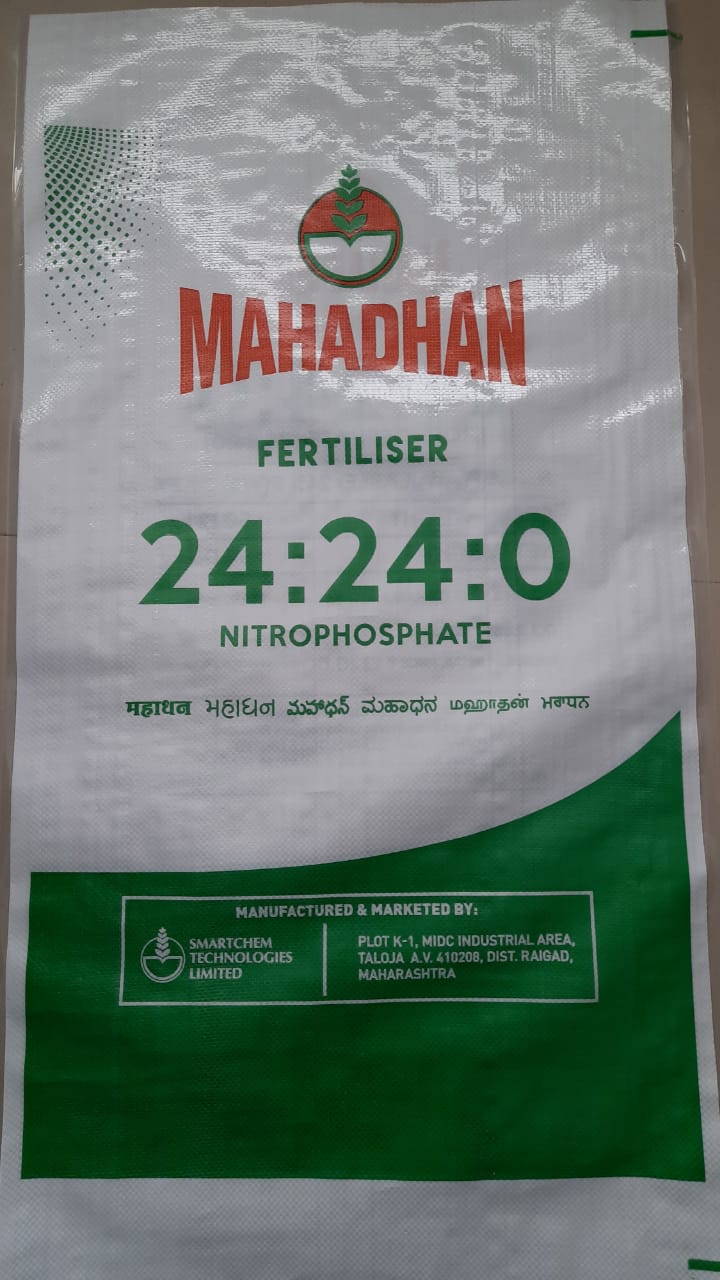 MAHADHAN
FERTILISER
24:24:0
NITROPHOSPHATE
महाधन મહાધન మహాధన్ ಮಹಾಧನ மஹாதன் ਮਹਾਧਨ
MANUFACTURED & MARKETED BY:
SMARTCHEM
TECHNOLOGIES
LIMITED
PLOT K-1, MIDC INDUSTRIAL AREA,
TALOJA A.V. 410208, DIST. RAIGAD,
MAHARASHTRA